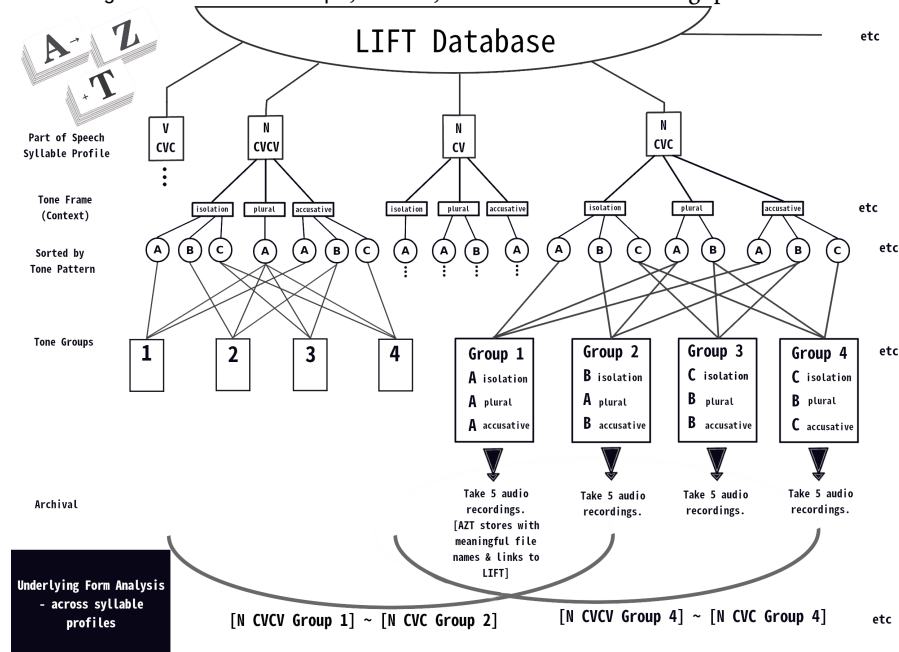 LIFT Database
etc
A → Z
+ T
Part of Speech
Syllable Profile
V
CVC
N
CVCV
N
CV
N
CVC
Tone Frame
(Context)
isolation
plural
accusative
isolation
plural
accusative
isolation
plural
accusative
etc
Sorted by
Tone Pattern
A B C A A B C A A B A A B C A B A B C
etc
Tone Groups
1
2
3
4
Group 1
A isolation
A plural
A accusative
Group 2
B isolation
A plural
B accusative
Group 3
C isolation
B plural
B accusative
Group 4
C isolation
B plural
C accusative
etc
Archival
Take 5 audio
recordings.
[AZT stores with
meaningful file
names & links to
LIFT]
Take 5 audio
recordings.
Take 5 audio
recordings.
Take 5 audio
recordings.
Underlying Form Analysis
- across syllable
profiles
[N CVCV Group 1] ~ [N CVC Group 2]
[N CVCV Group 4] ~ [N CVC Group 4]
etc